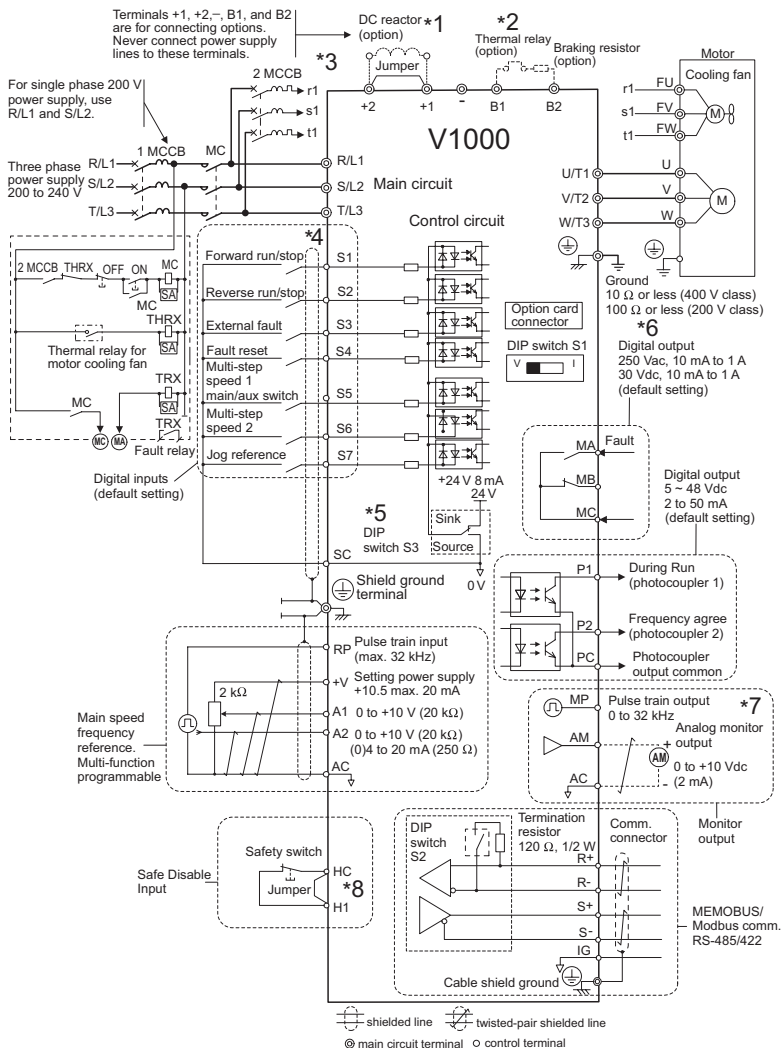 Terminals +1, +2,−, B1, and B2
are for connecting options.
Never connect power supply
lines to these terminals.
DC reactor
(option)
*1
Jumper
*2
Thermal relay
(option)
Braking resistor
(option)
Motor
Cooling fan
r1
FU
s1
FV
t1
FW
M
U
V
W
M
*3
2 MCCB
r1
s1
t1
For single phase 200 V
power supply, use
R/L1 and S/L2.
+2
+1
-
B1
B2
V1000
1 MCCB
MC
Three phase
power supply
200 to 240 V
R/L1
S/L2
T/L3
R/L1
S/L2
T/L3
Main circuit
U/T1
V/T2
W/T3
Ground
10 Ω or less (400 V class)
100 Ω or less (200 V class)
Control circuit
*4
2 MCCB
THRX
OFF
ON
MC
SA
MC
THRX
SA
Thermal relay for
motor cooling fan
TRX
SA
MC
TRX
MC
MA
Fault relay
Forward run/stop
S1
Reverse run/stop
S2
External fault
S3
Fault reset
S4
Multi-step
speed 1
main/aux switch
S5
Multi-step
speed 2
S6
Jog reference
S7
Digital inputs
(default setting)
Option card
connector
DIP switch S1
V
I
*6
Digital output
250 Vac, 10 mA to 1 A
30 Vdc, 10 mA to 1 A
(default setting)
MA
Fault
MB
MC
+24 V 8 mA
24 V
Sink
Source
0 V
*5
DIP
switch S3
SC
Shield ground
terminal
Digital output
5 ~ 48 Vdc
2 to 50 mA
(default setting)
P1
During Run
(photocoupler 1)
P2
Frequency agree
(photocoupler 2)
PC
Photocoupler
output common
RP
Pulse train input
(max. 32 kHz)
+V
Setting power supply
+10.5 max. 20 mA
2 kΩ
A1
0 to +10 V (20 kΩ)
A2
0 to +10 V (20 kΩ)
(0)4 to 20 mA (250 Ω)
AC
Main speed
frequency
reference.
Multi-function
programmable
MP
Pulse train output
0 to 32 kHz
*7
AM
Analog monitor
output
+
AM
0 to +10 Vdc
(2 mA)
-
AC
Monitor
output
Safe Disable
Input
Safety switch
Jumper
HC
H1
*8
DIP
switch
S2
Termination
resistor
120 Ω, 1/2 W
Comm.
connector
R+
R-
S+
S-
IG
Cable shield ground
MEMOBUS/
Modbus comm.
RS-485/422
shielded line
twisted-pair shielded line
main circuit terminal
control terminal